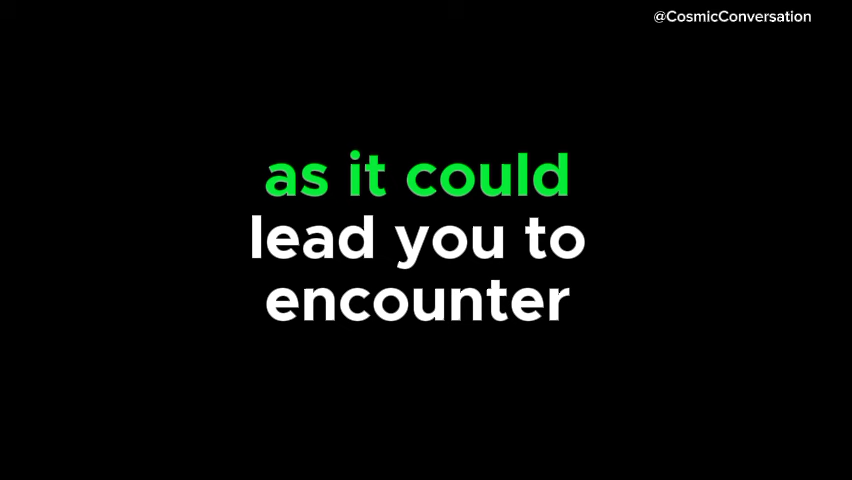 @CosmicConversation
as it could
lead you to
encounter